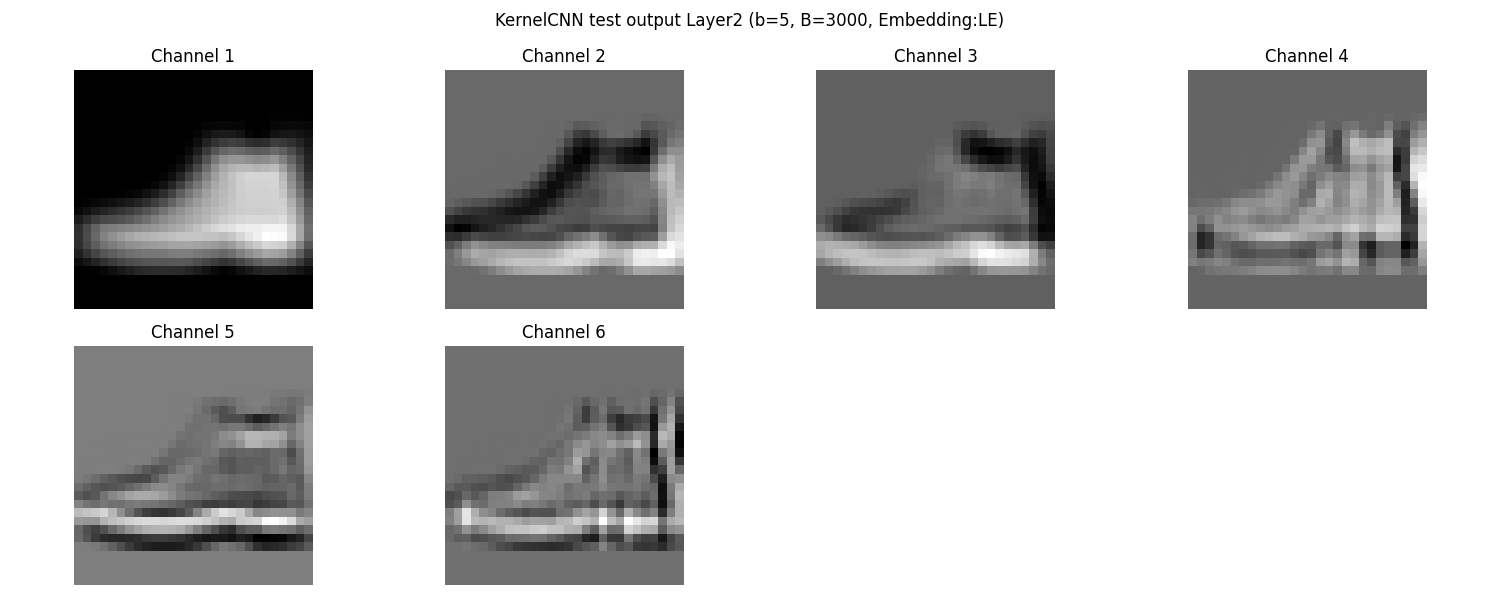 KernelCNN test output Layer2 (b=5, B=3000, Embedding:LE)
Channel 1
Channel 2
Channel 3
Channel 4
Channel 5
Channel 6